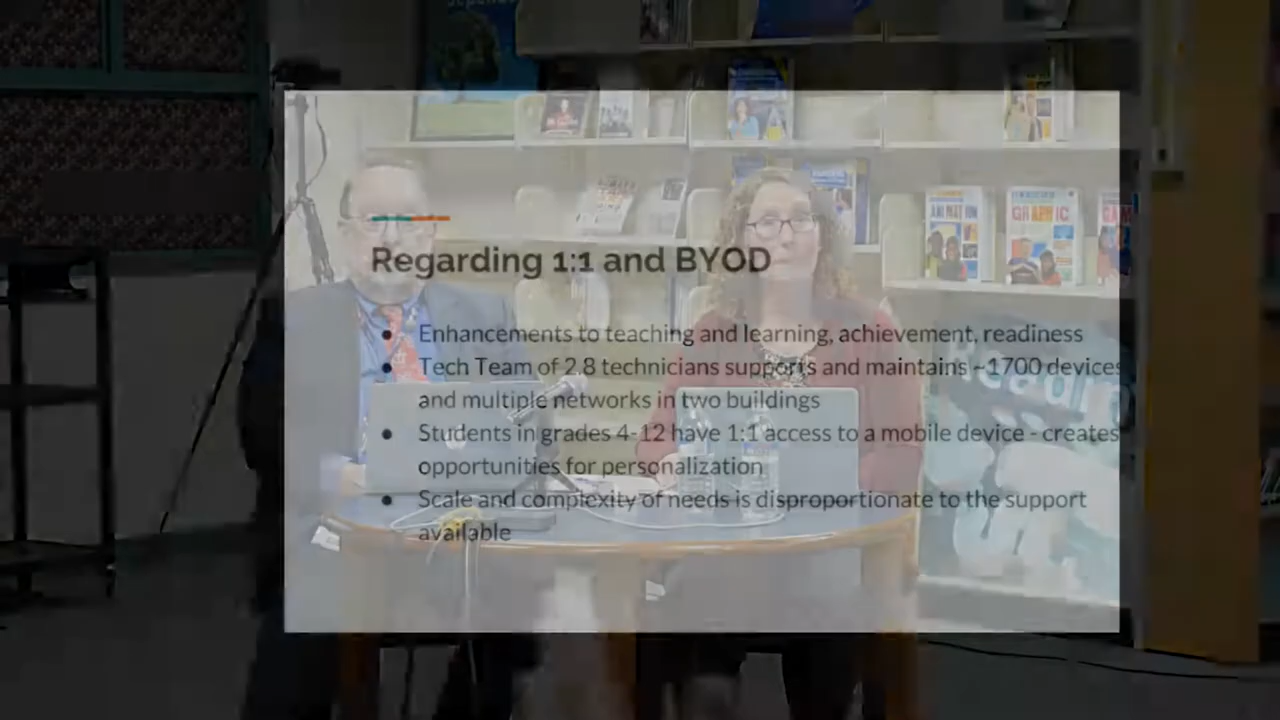 ANIMATION
GRAPHIC
Regarding 1:1 and BYOD
Enhancements to teaching and learning, achievement, readiness
Tech Team of 2.8 technicians supports and maintains ~1700 devices
and multiple networks in two buildings
Students in grades 4-12 have 1:1 access to a mobile device - creates
opportunities for personalization
Scale and complexity of needs is disproportionate to the support
available